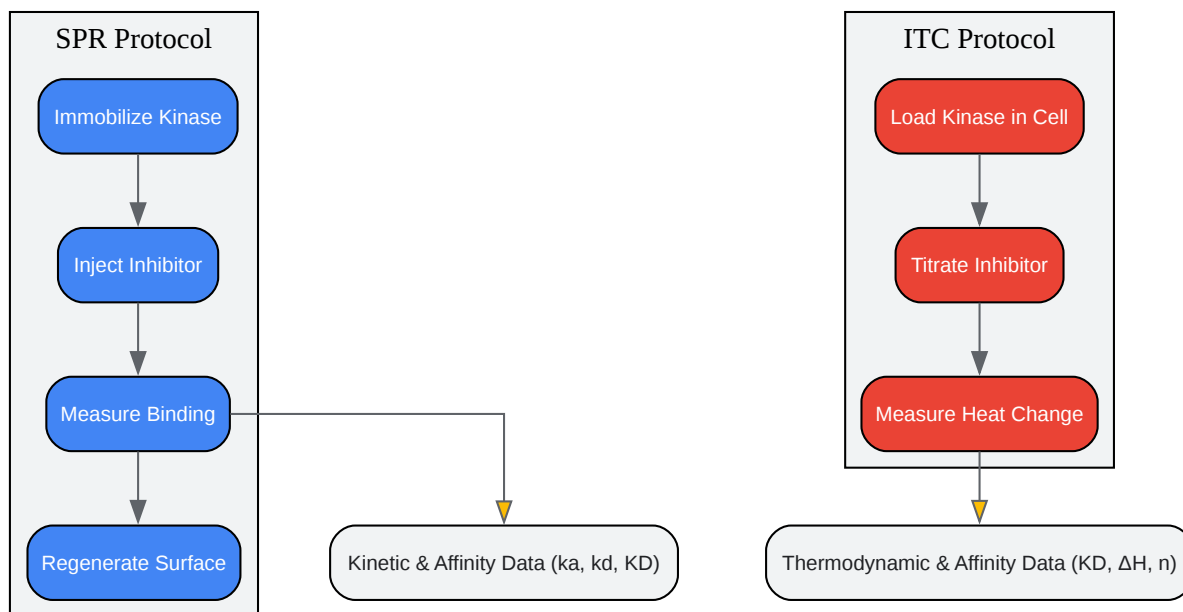 SPR Protocol
Immobilize Kinase
Inject Inhibitor
Measure Binding
Regenerate Surface
Kinetic & Affinity Data (ka, kd, KD)
ITC Protocol
Load Kinase in Cell
Titrate Inhibitor
Measure Heat Change
Thermodynamic & Affinity Data (KD, ΔH, n)